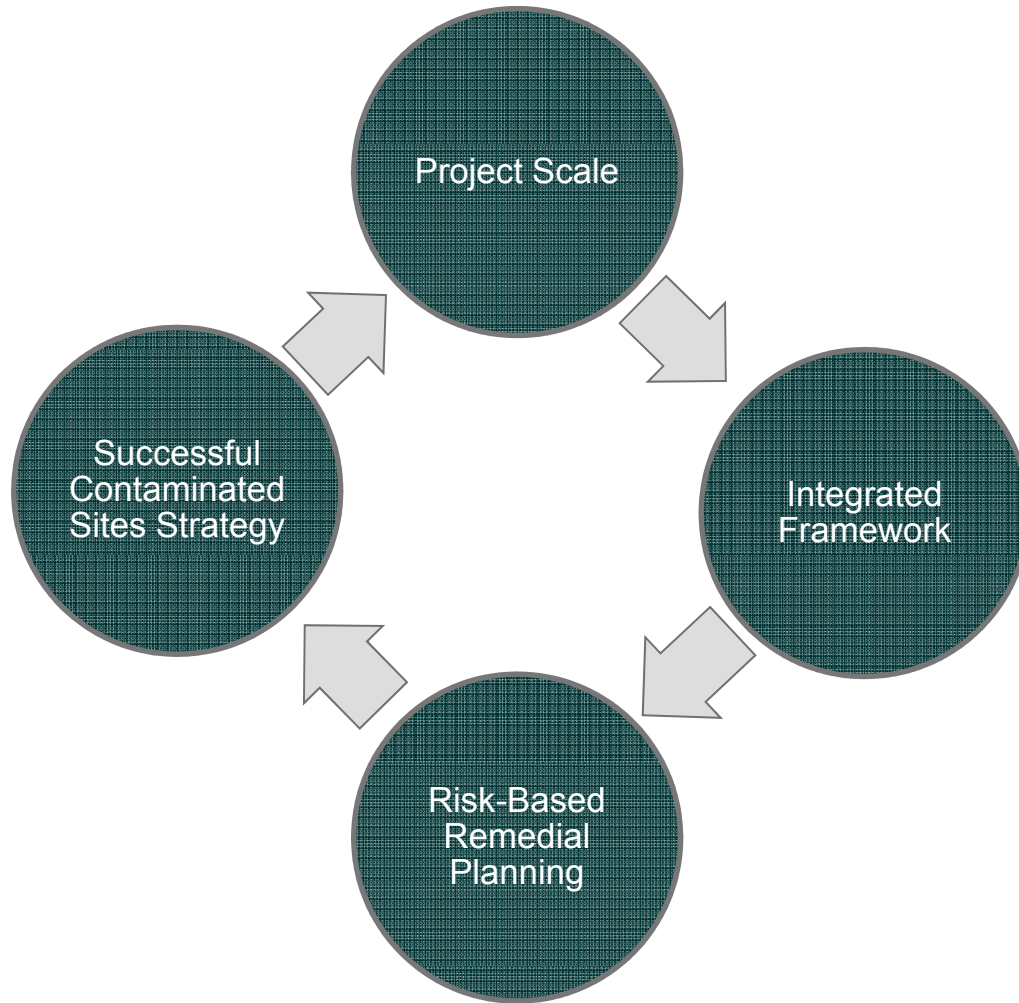 Project Scale
Successful
Contaminated
Sites Strategy
Integrated
Framework
Risk-Based
Remedial
Planning